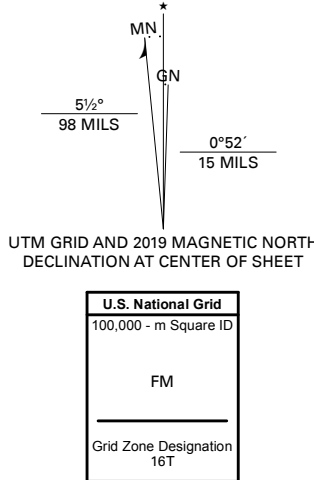 MN
GN
5½°
98 MILS
0°52´
15 MILS
UTM GRID AND 2019 MAGNETIC NORTH
DECLINATION AT CENTER OF SHEET
U.S. National Grid
100,000 - m Square ID
FM
Grid Zone Designation
16T